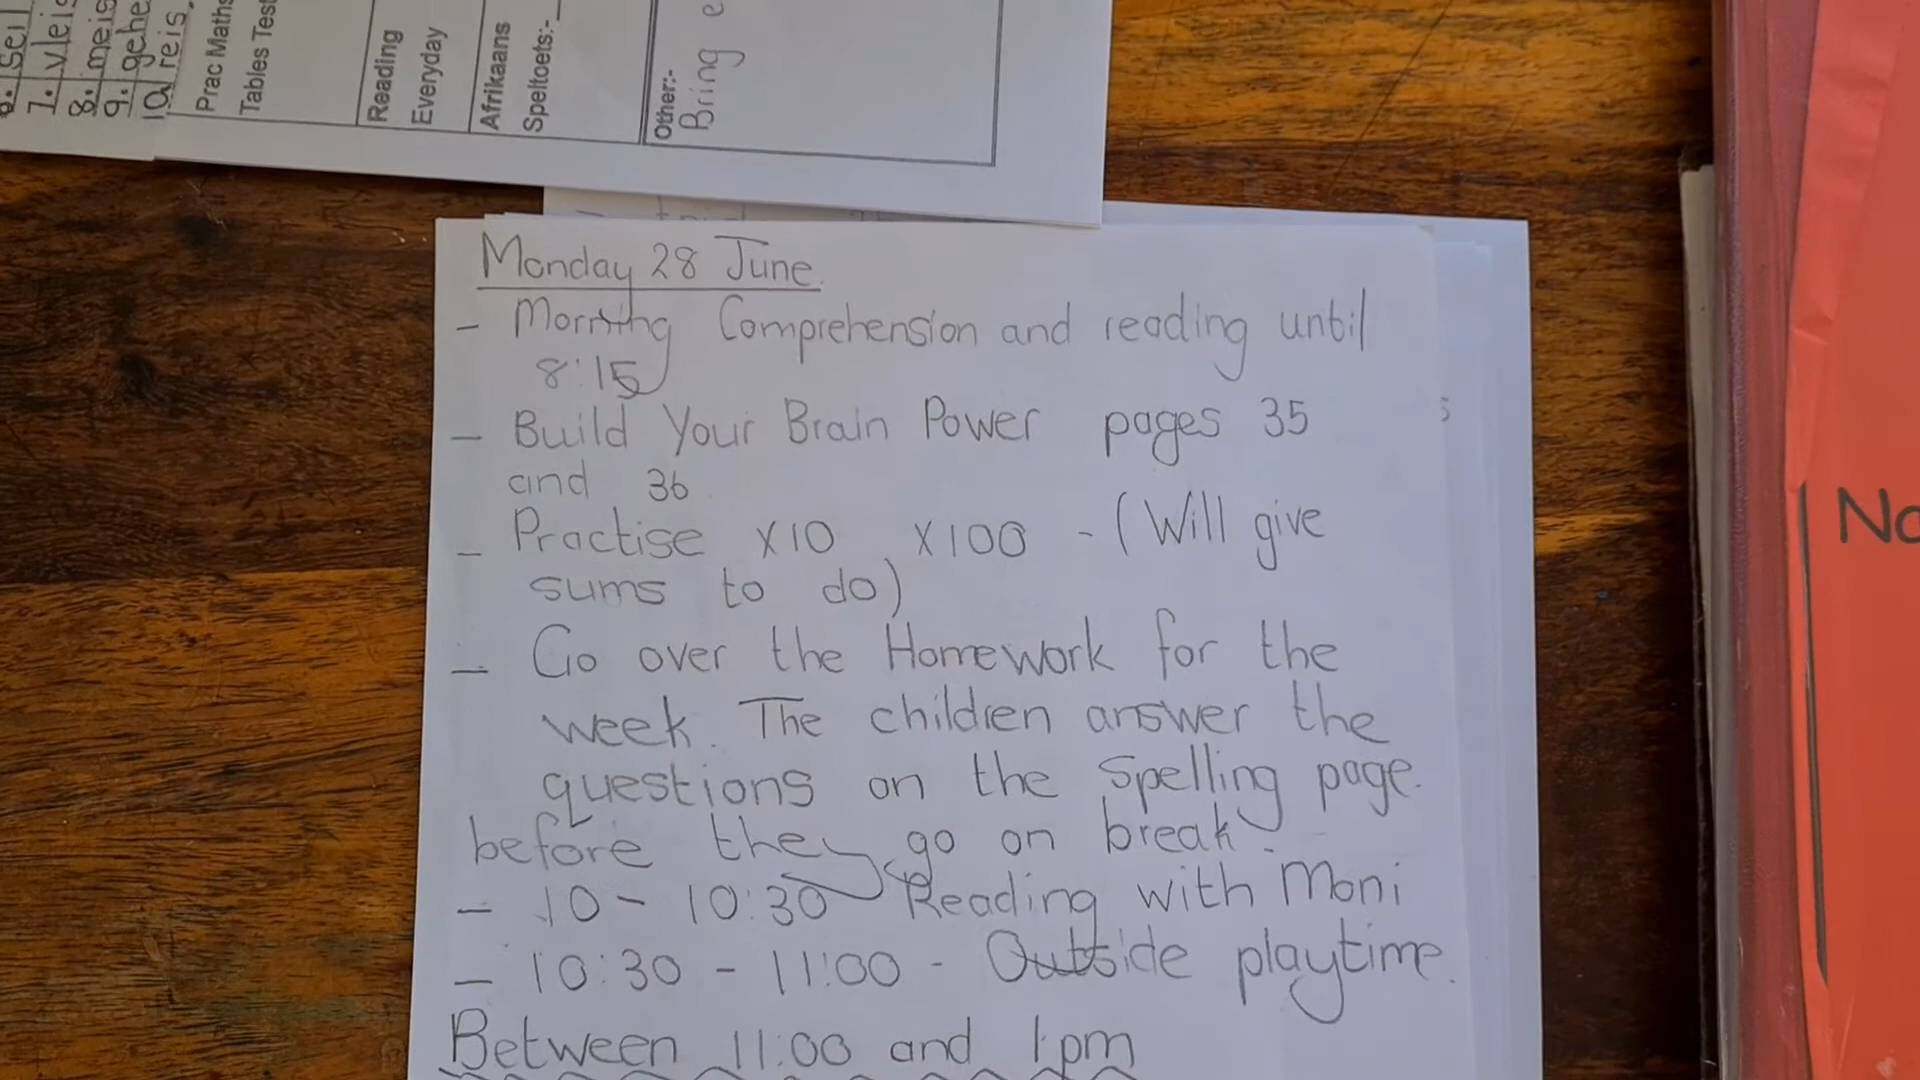 6. sei
7. vleis
8. meis
9. gehe
10. reis
Prac Maths
Tables Test
Reading
Everyday
Afrikaans
Speltoets:-
Other:-
Bring
Monday 28 June.
- Morning Comprehension and reading until
8:15
- Build Your Brain Power pages 35
and 36
- Practise x10, x100 - (Will give
sums to do)
- Go over the Homework for the
week. The children answer the
questions on the spelling page.
before they go on break.
- 10 - 10:30 Reading with Moni
- 10:30 - 11:00 - Outside playtime.
Between 11:00 and 1pm
No